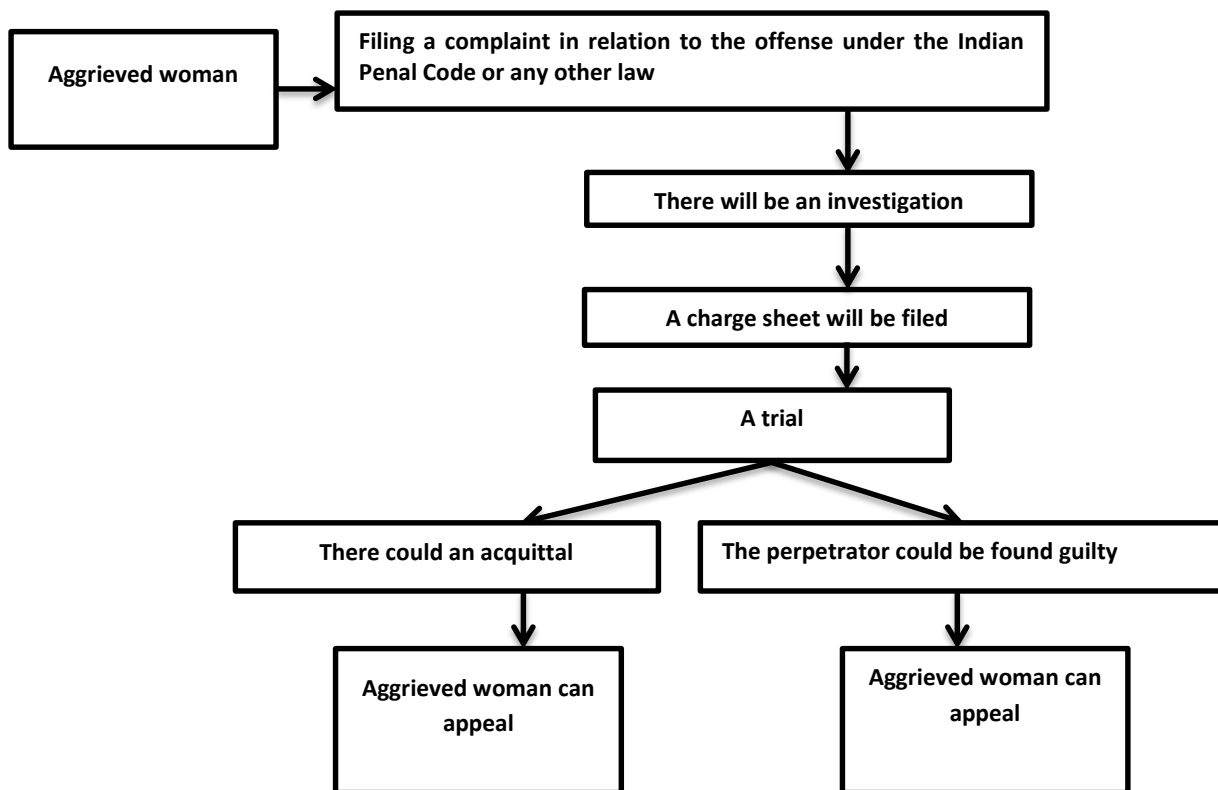 Aggrieved woman
Filing a complaint in relation to the offense under the Indian
Penal Code or any other law
There will be an investigation
A charge sheet will be filed
A trial
There could an acquittal
The perpetrator could be found guilty
Aggrieved woman can
appeal
Aggrieved woman can
appeal